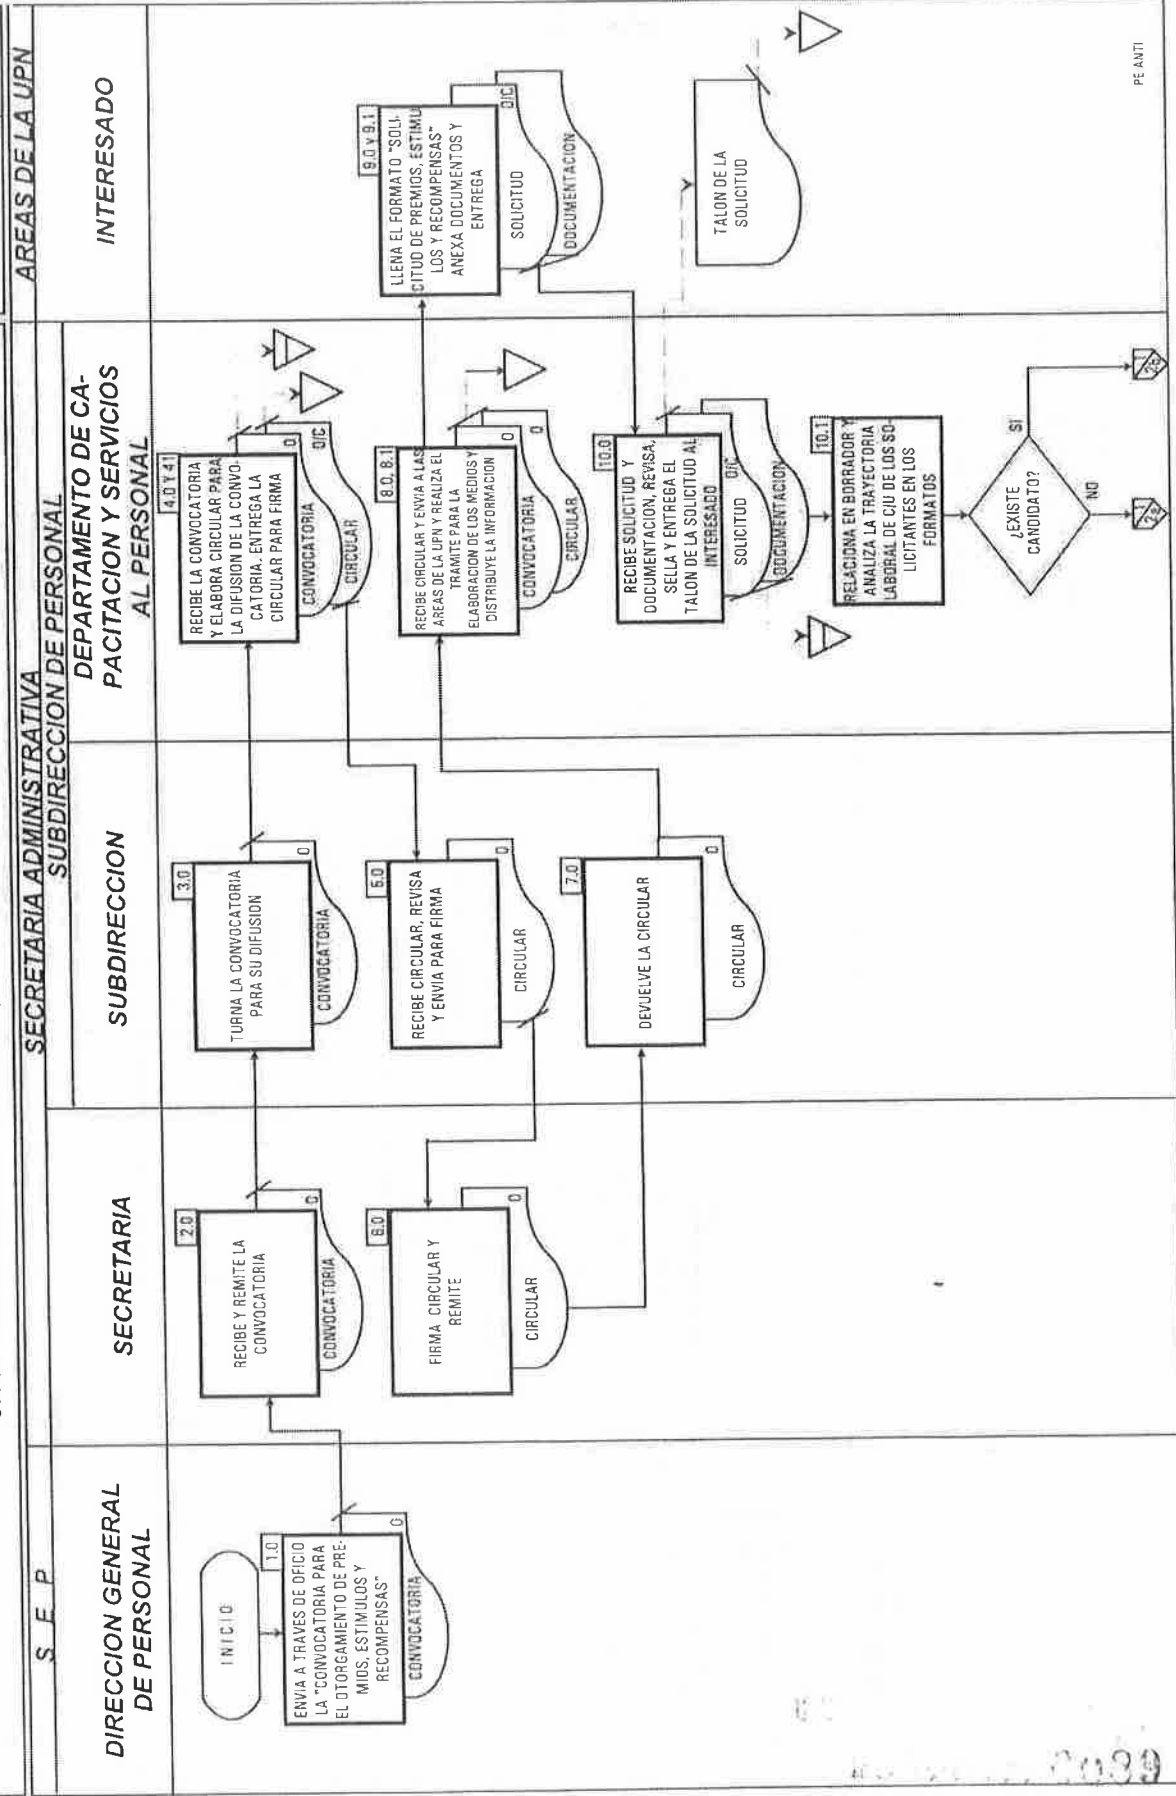 S E P
SECRETARIA ADMINISTRATIVA
AREAS DE LA UPN
SUBDIRECCION DE PERSONAL
DIRECCION GENERAL
DE PERSONAL
SECRETARIA
SUBDIRECCION
DEPARTAMENTO DE CA-
PACITACION Y SERVICIOS
AL PERSONAL
INTERESADO
INICIO
1.0
ENVIA A TRAVES DE OFICIO
LA "CONVOCATORIA PARA
EL OTORGAMIENTO DE PRE-
MIOS, ESTIMULOS Y
RECOMPENSAS"
O
CONVOCATORIA
2.0
RECIBE Y REMITE LA
CONVOCATORIA
O
CONVOCATORIA
3.0
TURNA LA CONVOCATORIA
PARA SU DIFUSION
O
CONVOCATORIA
4.0 Y 41
RECIBE LA CONVOCATORIA
Y ELABORA CIRCULAR PARA
LA DIFUSION DE LA CONVO-
CATORIA. ENTREGA LA
CIRCULAR PARA FIRMA
O
CONVOCATORIA
O/C
CIRCULAR
5.0
RECIBE CIRCULAR, REVISA
Y ENVIA PARA FIRMA
O
CIRCULAR
6.0
FIRMA CIRCULAR Y
REMITE
O
CIRCULAR
7.0
DEVUELVE LA CIRCULAR
O
CIRCULAR
8.0, 8.1
RECIBE CIRCULAR Y ENVIA A LAS
AREAS DE LA UPN Y REALIZA EL
TRAMITE PARA LA
ELABORACION DE LOS MEDIOS Y
DISTRIBUYE LA INFORMACION
O
CONVOCATORIA
O
CIRCULAR
9.0 Y 9.1
LLENA EL FORMATO "SOLI-
CITUD DE PREMIOS, ESTIMU
LOS Y RECOMPENSAS"
ANEXA DOCUMENTOS Y
ENTREGA
O/C
SOLICITUD
DOCUMENTACION
10.0
RECIBE SOLICITUD Y
DOCUMENTACION, REVISA,
SELLA Y ENTREGA EL
TALON DE LA SOLICITUD AL
INTERESADO
O/C
SOLICITUD
DOCUMENTACION
TALON DE LA
SOLICITUD
10.1
RELACIONA EN BORRADOR Y
ANALIZA LA TRAYECTORIA
LABORAL DE C/U DE LOS SO-
LICITANTES EN LOS
FORMATOS
¿EXISTE
CANDIDATO?
SI
NO
PE ANTI